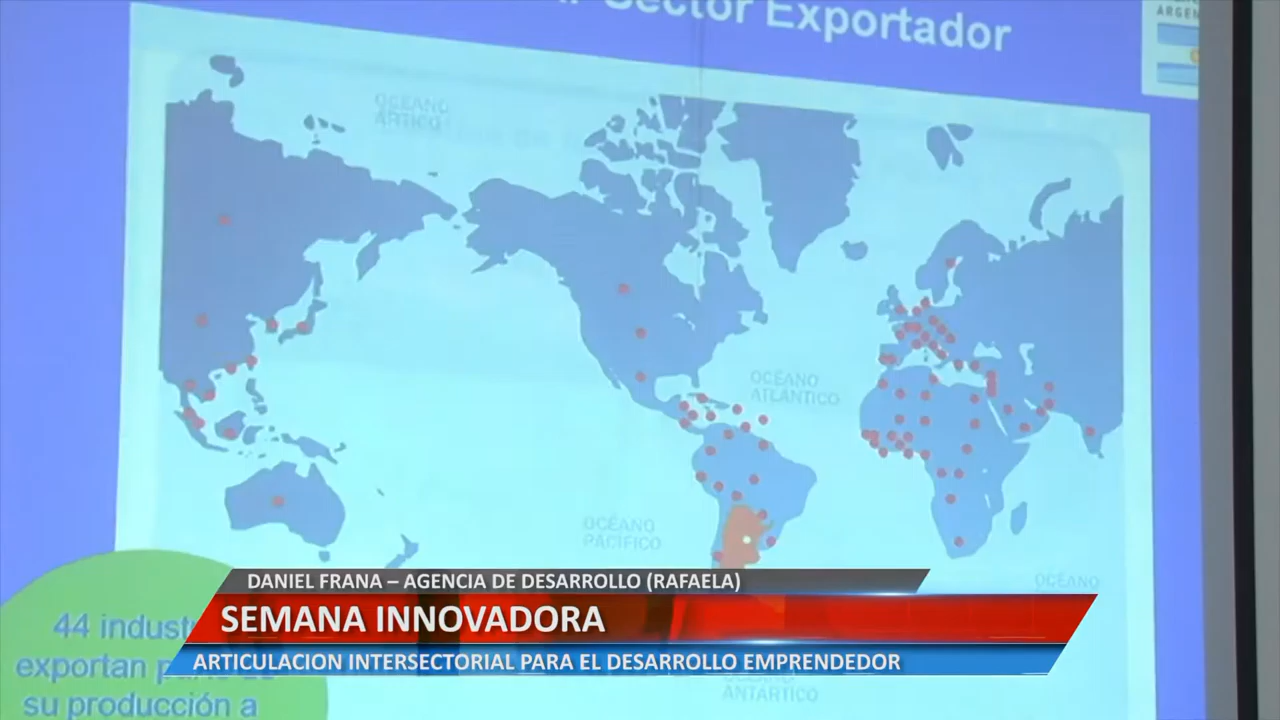 Sector Exportador
OCÉANO
ÁRTICO
OCÉANO
ATLÁNTICO
OCÉANO
PACÍFICO
OCÉANO
OCÉANO
ANTÁRTICO
44
exportan
su producción a
DANIEL FRANA – AGENCIA DE DESARROLLO (RAFAELA)
SEMANA INNOVADORA
ARTICULACION INTERSECTORIAL PARA EL DESARROLLO EMPRENDEDOR